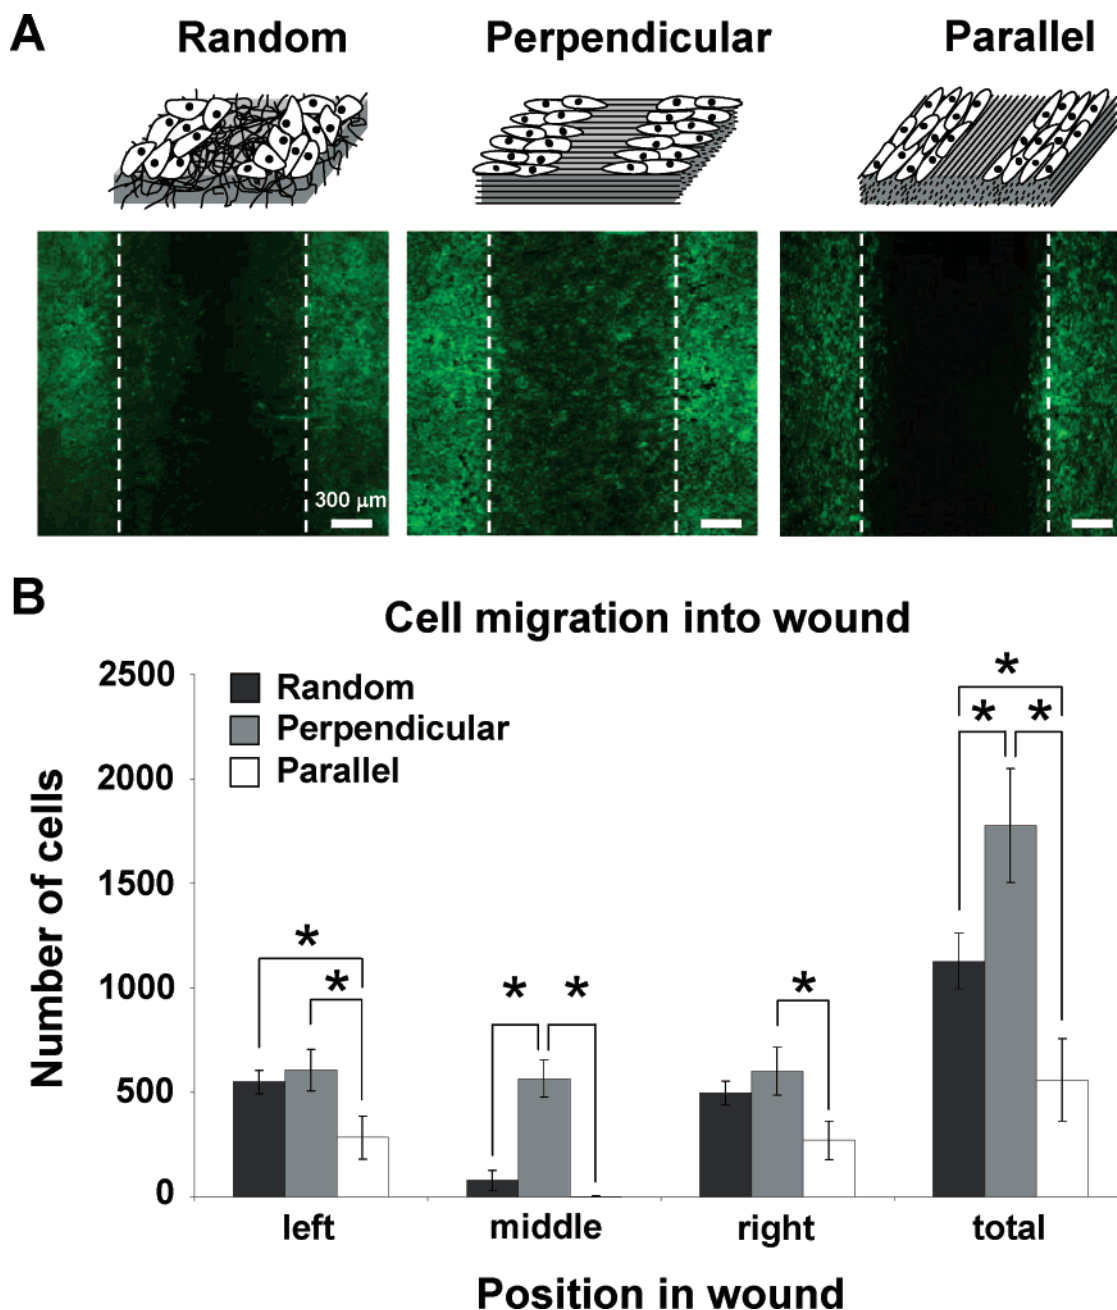 A
Random
Perpendicular
Parallel
300 μm
B
Cell migration into wound
2500
2000
1500
1000
500
0
Number of cells
Random
Perpendicular
Parallel
*
*
*
*
*
*
*
*
*
left
middle
right
total
Position in wound